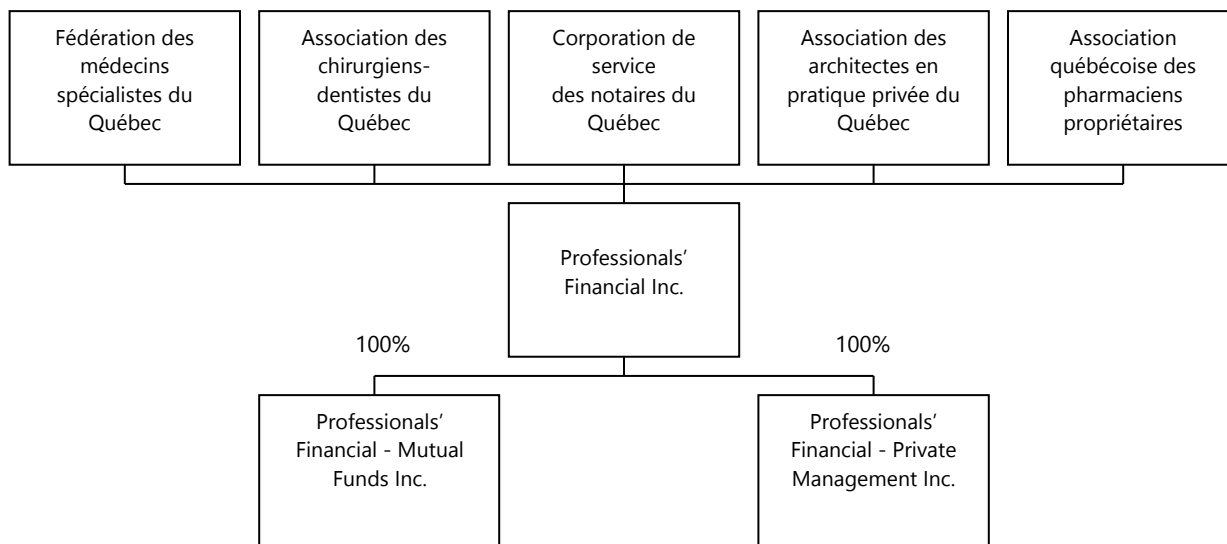 Fédération des
médecins
spécialistes du
Québec
Association des
chirurgiens-
dentistes du
Québec
Corporation de
service
des notaires du
Québec
Association des
architectes en
pratique privée du
Québec
Association
québécoise des
pharmaciens
propriétaires
Professionals’
Financial Inc.
100%
100%
Professionals’
Financial - Mutual
Funds Inc.
Professionals’
Financial - Private
Management Inc.